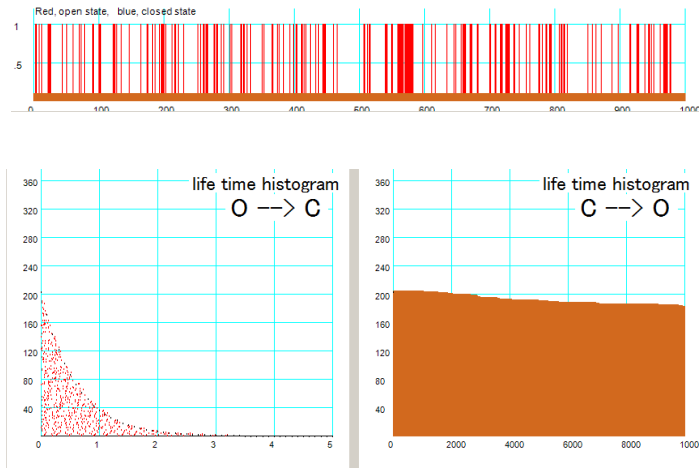 Red, open state, blue, closed state
1
.5
0 100 200 300 400 500 600 700 800 900 1000
life time histogram
O --> C
360
320
280
240
200
160
120
80
40
0 1 2 3 4 5
life time histogram
C --> O
360
320
280
240
200
160
120
80
40
0 2000 4000 6000 8000 1000